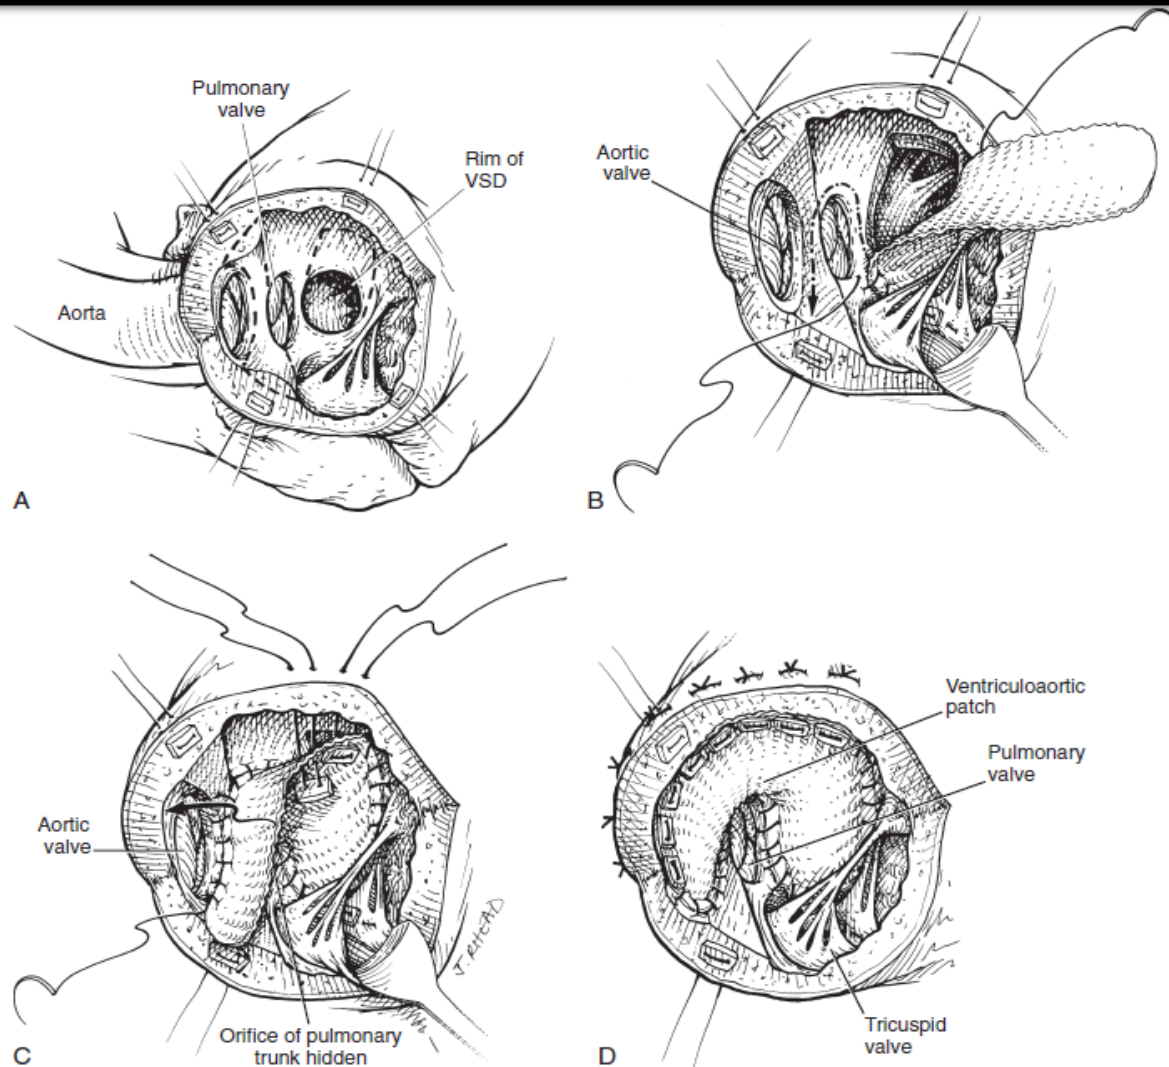 Pulmonary
valve
Rim of
VSD
Aorta
A
Aortic
valve
B
Aortic
valve
J. RHEAD
Orifice of pulmonary
trunk hidden
C
Ventriculoaortic
patch
Pulmonary
valve
Tricuspid
valve
D